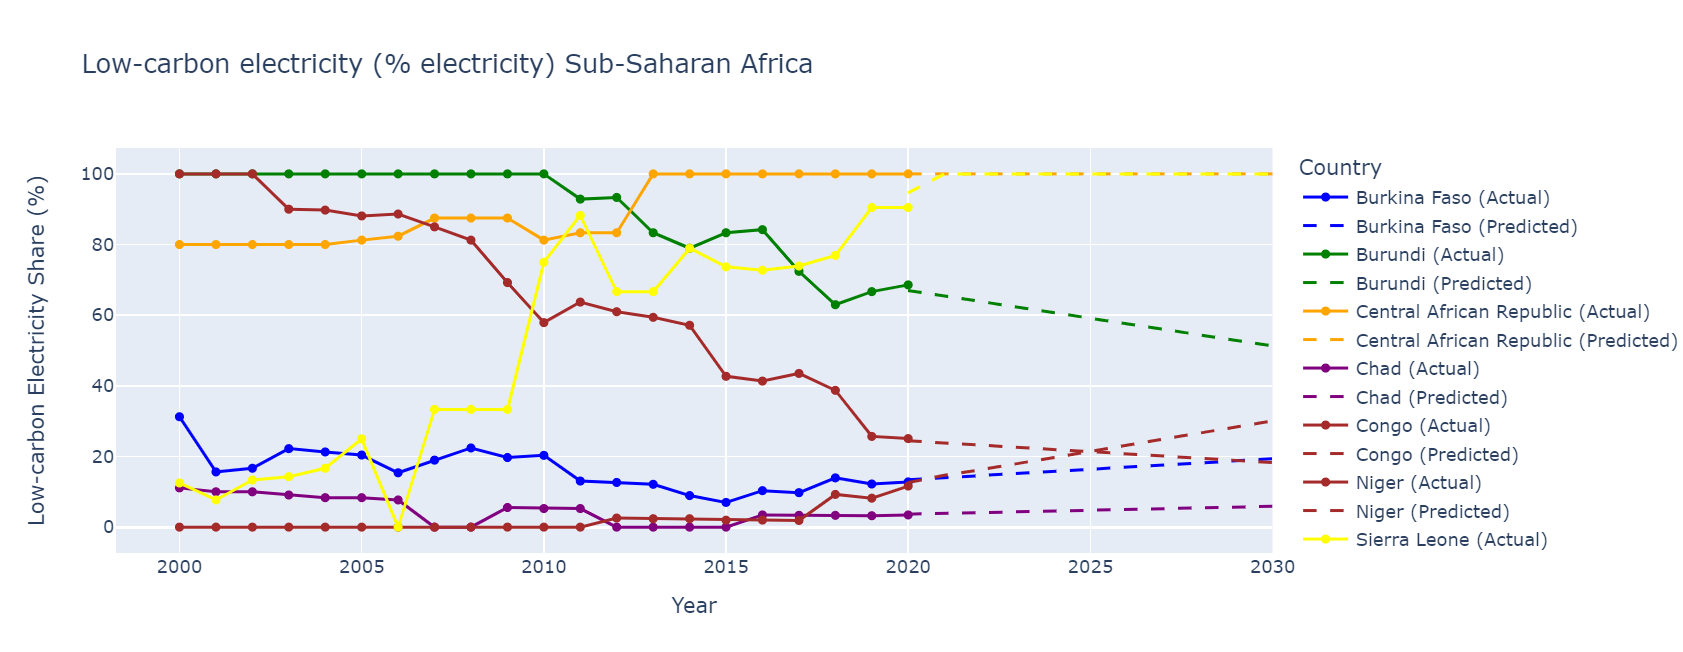 Low-carbon electricity (% electricity) Sub-Saharan Africa
Low-carbon Electricity Share (%)
100
80
60
40
20
0
2000 2005 2010 2015 2020 2025 2030
Year
Country
Burkina Faso (Actual)
Burkina Faso (Predicted)
Burundi (Actual)
Burundi (Predicted)
Central African Republic (Actual)
Central African Republic (Predicted)
Chad (Actual)
Chad (Predicted)
Congo (Actual)
Congo (Predicted)
Niger (Actual)
Niger (Predicted)
Sierra Leone (Actual)